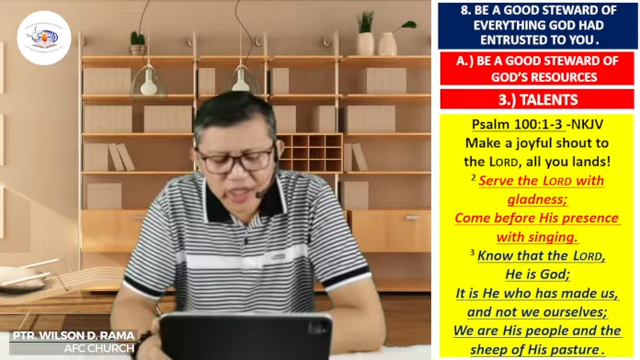 8. BE A GOOD STEWARD OF
EVERYTHING GOD HAD
ENTRUSTED TO YOU .
A.) BE A GOOD STEWARD OF
GOD'S RESOURCES
3.) TALENTS
Psalm 100:1-3 -NKJV
Make a joyful shout to
the LORD, all you lands!
2 Serve the LORD with
gladness;
Come before His presence
with singing.
3 Know that the LORD,
He is God;
It is He who has made us,
and not we ourselves;
We are His people and the
sheep of His pasture .
PTR. WILSON D. RAMA
AFC CHURCH